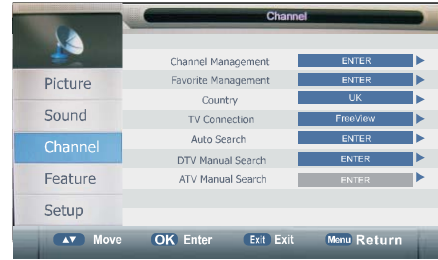 Channel
Channel Management ENTER
Favorite Management ENTER
Country UK
TV Connection FreeView
Auto Search ENTER
DTV Manual Search ENTER
ATV Manual Search ENTER
Picture
Sound
Channel
Feature
Setup
▲▼ Move OK Enter Exit Exit Menu Return